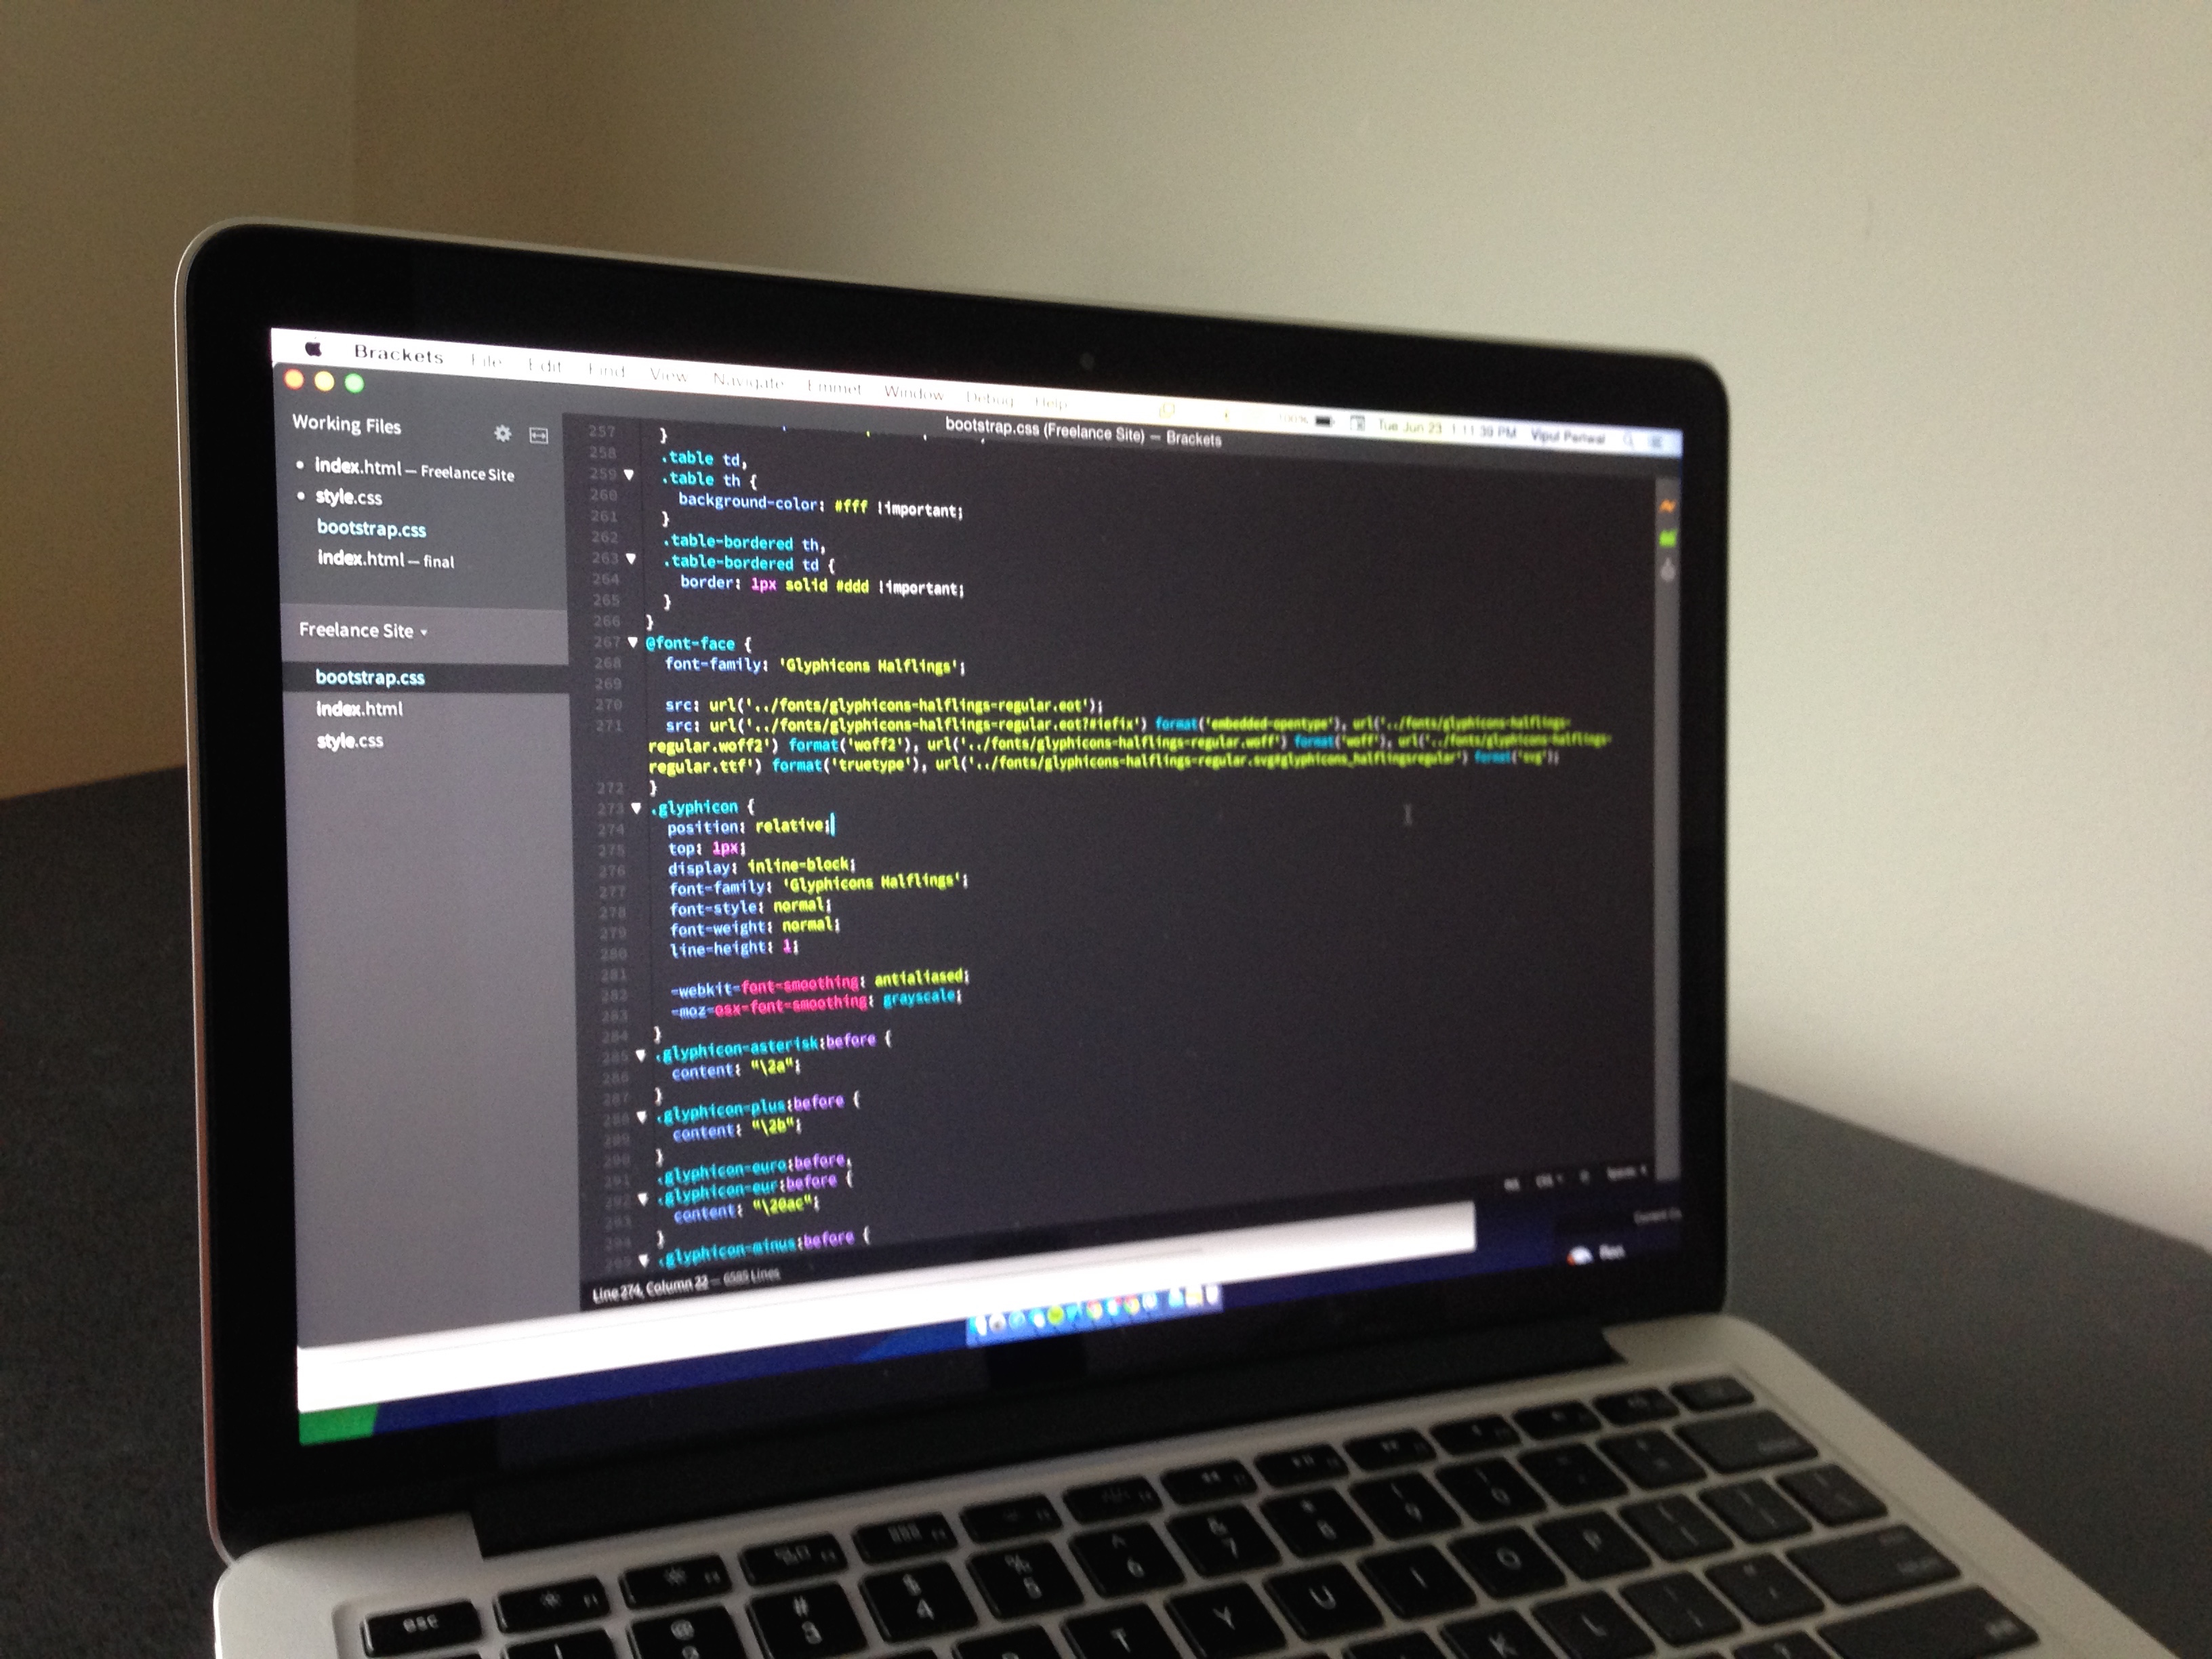 Brackets File Edit Find View Navigate Emmet Window Debug Help 100% Tue Jun 23 1:11:39 PM Vipul Periwal
bootstrap.css (Freelance Site) — Brackets
Working Files
index.html — Freelance Site
style.css
bootstrap.css
index.html — final
Freelance Site
bootstrap.css
index.html
style.css
257 }
258 .table td,
259 .table th {
260 background-color: #fff !important;
261 }
262 .table-bordered th,
263 .table-bordered td {
264 border: 1px solid #ddd !important;
265 }
266 }
267 @font-face {
268 font-family: 'Glyphicons Halflings';
269
270 src: url('../fonts/glyphicons-halflings-regular.eot');
271 src: url('../fonts/glyphicons-halflings-regular.eot?#iefix') format('embedded-opentype'), url('../fonts/glyphicons-halflings-
regular.woff2') format('woff2'), url('../fonts/glyphicons-halflings-regular.woff') format('woff'), url('../fonts/glyphicons-halflings-
regular.ttf') format('truetype'), url('../fonts/glyphicons-halflings-regular.svg#glyphicons_halflingsregular') format('svg');
272 }
273 .glyphicon {
274 position: relative;
275 top: 1px;
276 display: inline-block;
277 font-family: 'Glyphicons Halflings';
278 font-style: normal;
279 font-weight: normal;
280 line-height: 1;
281
282 -webkit-font-smoothing: antialiased;
283 -moz-osx-font-smoothing: grayscale;
284 }
285 .glyphicon-asterisk:before {
286 content: "\2a";
287 }
288 .glyphicon-plus:before {
289 content: "\2b";
290 }
291 .glyphicon-euro:before,
292 .glyphicon-eur:before {
293 content: "\20ac";
294 }
295 .glyphicon-minus:before {
Line 274, Column 22 — 6585 Lines
esc F1
# $ % ^ & *
3 4 5 6 7 8 9 0
T Y U I O P
K L